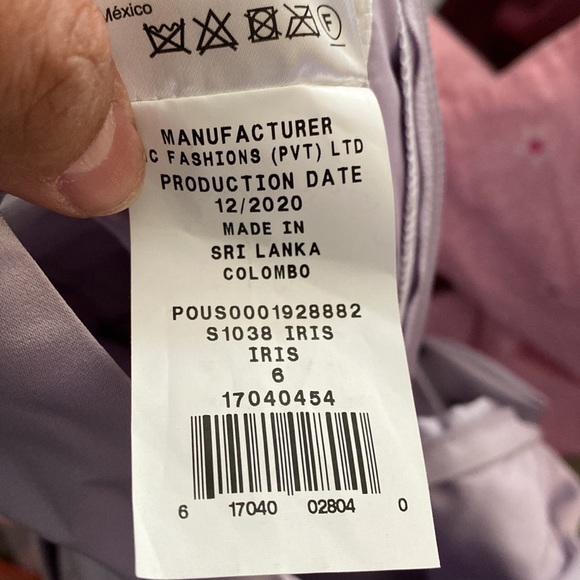 México
F
MANUFACTURER
FASHIONS (PVT) LTD
PRODUCTION DATE
12/2020
MADE IN
SRI LANKA
COLOMBO
POUS0001928882
S1038 IRIS
IRIS
6
17040454
6 17040 02804 0